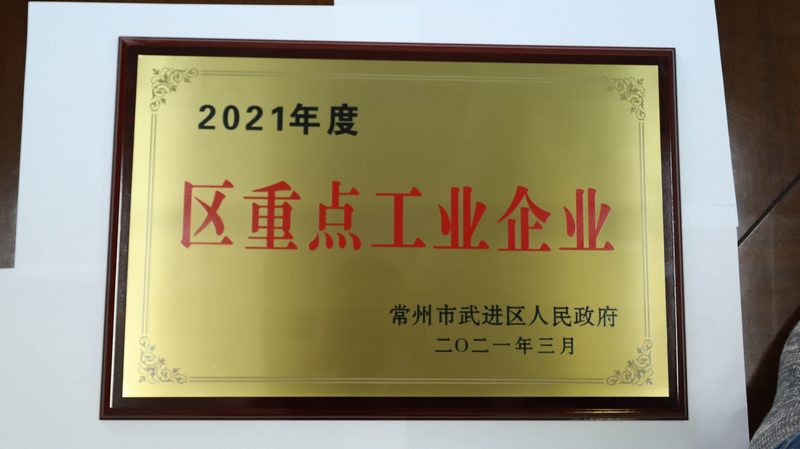 2021年度
区重点工业企业
常州市武进区人民政府
二〇二一年三月